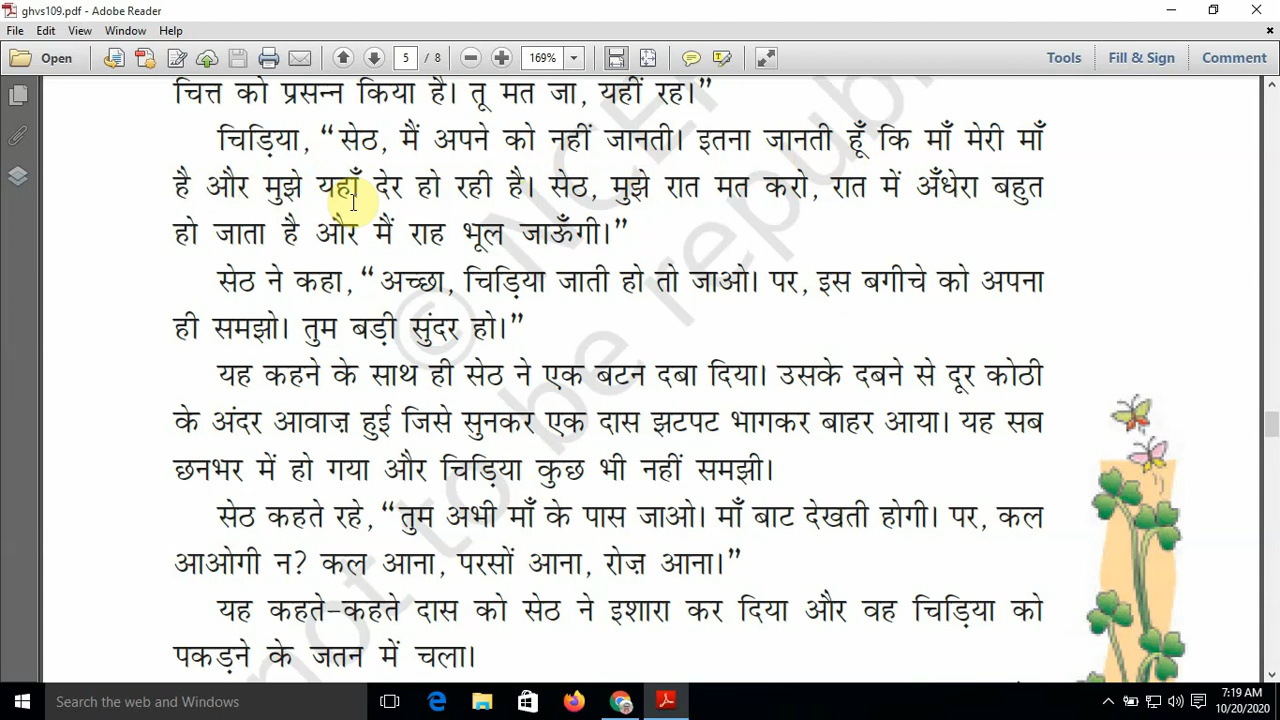 ghvs109.pdf - Adobe Reader
File Edit View Window Help
Open 5 / 8 169% Tools Fill & Sign Comment
चित्त को प्रसन्न किया है। तू मत जा, यहीं रह।”
चिड़िया, “सेठ, मैं अपने को नहीं जानती। इतना जानती हूँ कि माँ मेरी माँ
है और मुझे यहाँ देर हो रही है। सेठ, मुझे रात मत करो, रात में अँधेरा बहुत
हो जाता है और मैं राह भूल जाऊँगी।”
सेठ ने कहा, “अच्छा, चिड़िया जाती हो तो जाओ। पर, इस बगीचे को अपना
ही समझो। तुम बड़ी सुंदर हो।”
यह कहने के साथ ही सेठ ने एक बटन दबा दिया। उसके दबने से दूर कोठी
के अंदर आवाज़ हुई जिसे सुनकर एक दास झटपट भागकर बाहर आया। यह सब
छनभर में हो गया और चिड़िया कुछ भी नहीं समझी।
सेठ कहते रहे, “तुम अभी माँ के पास जाओ। माँ बाट देखती होगी। पर, कल
आओगी न? कल आना, परसों आना, रोज़ आना।”
यह कहते-कहते दास को सेठ ने इशारा कर दिया और वह चिड़िया को
पकड़ने के जतन में चला।
© NCE
not to be repu
Search the web and Windows
7:19 AM
10/20/2020